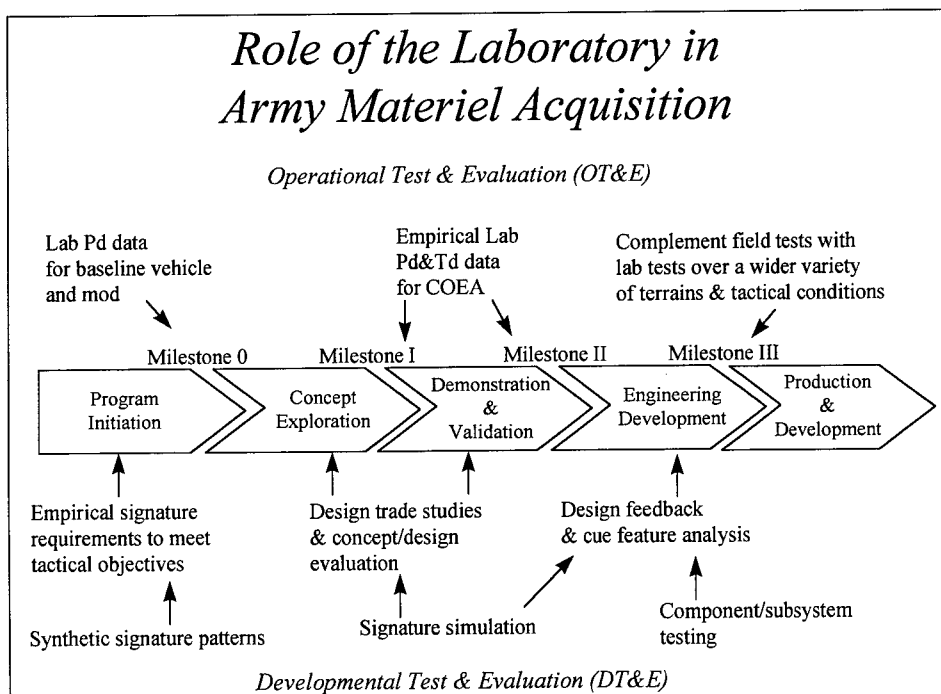 Role of the Laboratory in
Army Materiel Acquisition
Operational Test & Evaluation (OT&E)
Lab Pd data
for baseline vehicle
and mod
Empirical Lab
Pd&Td data
for COEA
Complement field tests with
lab tests over a wider variety
of terrains & tactical conditions
Milestone 0
Milestone I
Milestone II
Milestone III
Program
Initiation
Concept
Exploration
Demonstration
&
Validation
Engineering
Development
Production
&
Development
Empirical signature
requirements to meet
tactical objectives
Design trade studies
& concept/design
evaluation
Design feedback
& cue feature analysis
Synthetic signature patterns
Signature simulation
Component/subsystem
testing
Developmental Test & Evaluation (DT&E)